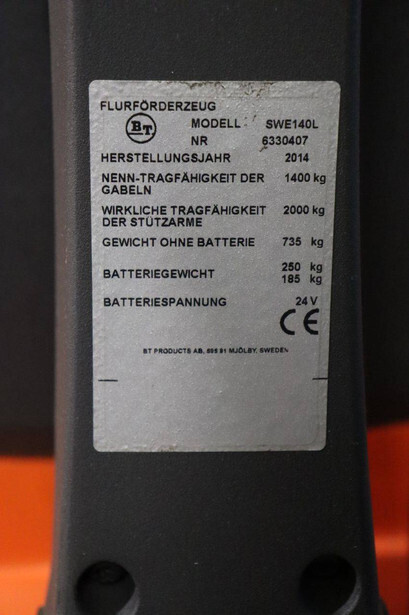 FLURFÖRDERZEUG
BT MODELL SWE140L
NR 6330407
HERSTELLUNGSJAHR 2014
NENN-TRAGFÄHIGKEIT DER 1400 kg
GABELN
WIRKLICHE TRAGFÄHIGKEIT 2000 kg
DER STÜTZARME
GEWICHT OHNE BATTERIE 735 kg
BATTERIEGEWICHT 250 kg
185 kg
BATTERIESPANNUNG 24 V
CE
BT PRODUCTS AB, 595 81 MJÖLBY, SWEDEN